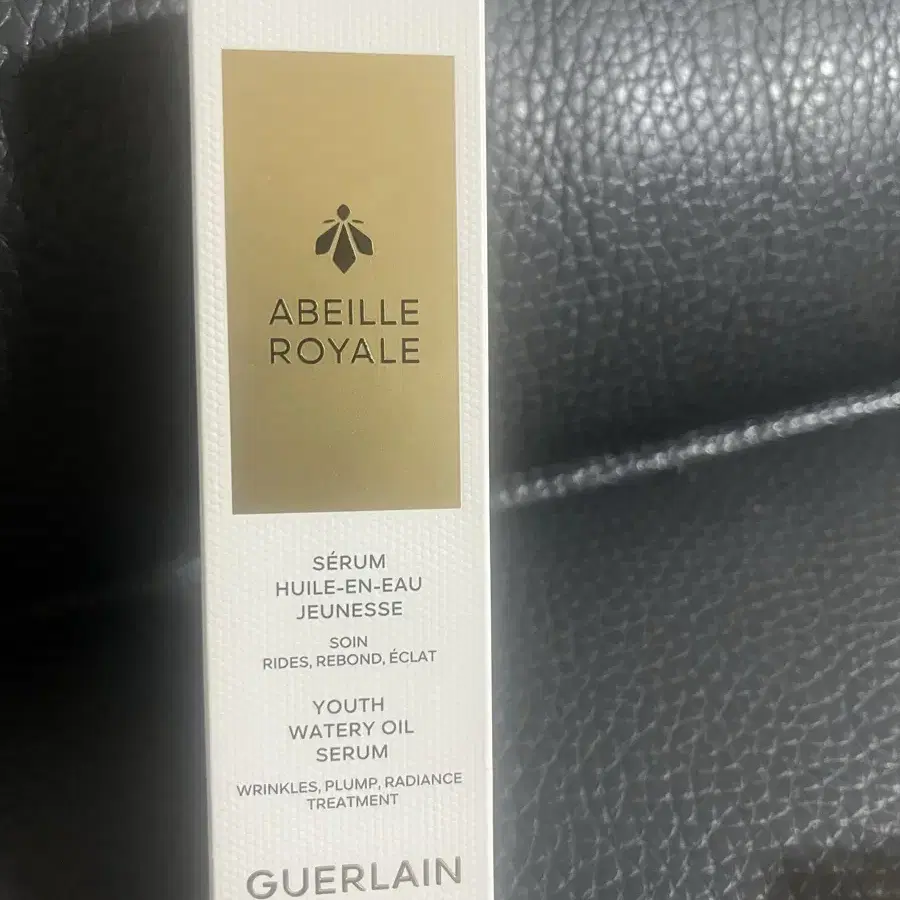 ABEILLE
ROYALE
SÉRUM
HUILE-EN-EAU
JEUNESSE
SOIN
RIDES, REBOND, ÉCLAT
YOUTH
WATERY OIL
SERUM
WRINKLES, PLUMP, RADIANCE
TREATMENT
GUERLAIN